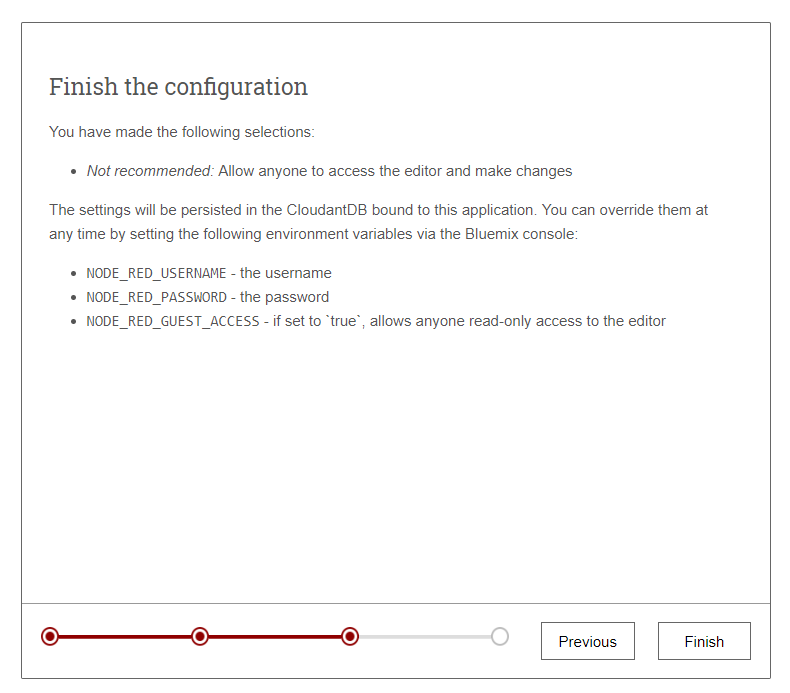 Finish the configuration
You have made the following selections:
Not recommended: Allow anyone to access the editor and make changes
The settings will be persisted in the CloudantDB bound to this application. You can override them at
any time by setting the following environment variables via the Bluemix console:
NODE_RED_USERNAME - the username
NODE_RED_PASSWORD - the password
NODE_RED_GUEST_ACCESS - if set to `true`, allows anyone read-only access to the editor
Previous
Finish